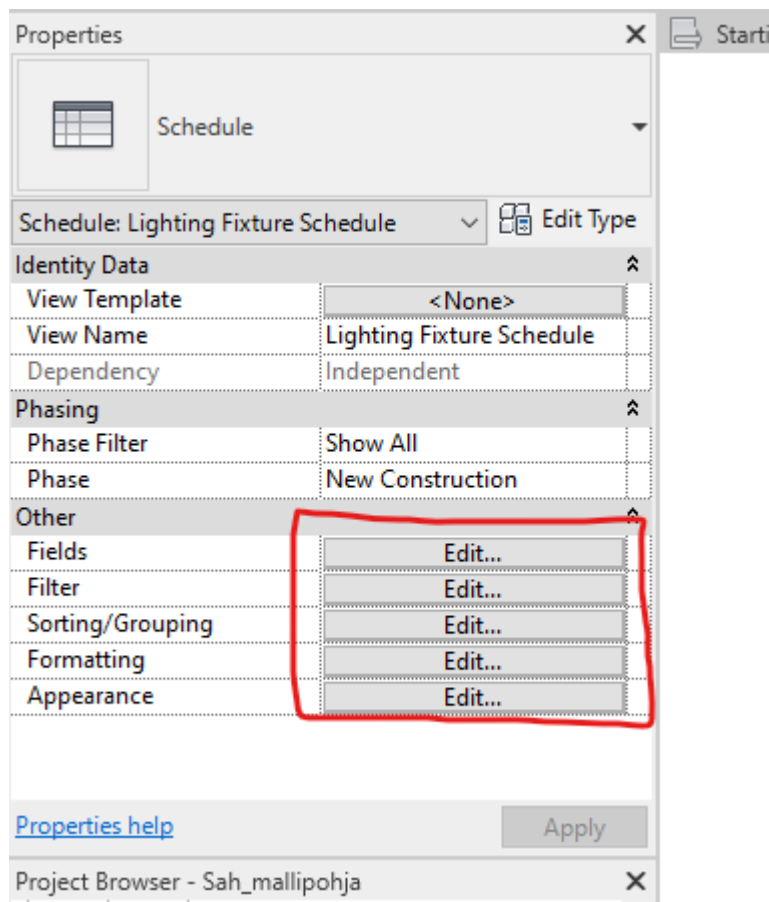 Properties
Starti
Schedule
Schedule: Lighting Fixture Schedule
Edit Type
Identity Data
View Template <None>
View Name Lighting Fixture Schedule
Dependency Independent
Phasing
Phase Filter Show All
Phase New Construction
Other
Fields Edit...
Filter Edit...
Sorting/Grouping Edit...
Formatting Edit...
Appearance Edit...
Properties help Apply
Project Browser - Sah_mallipohja